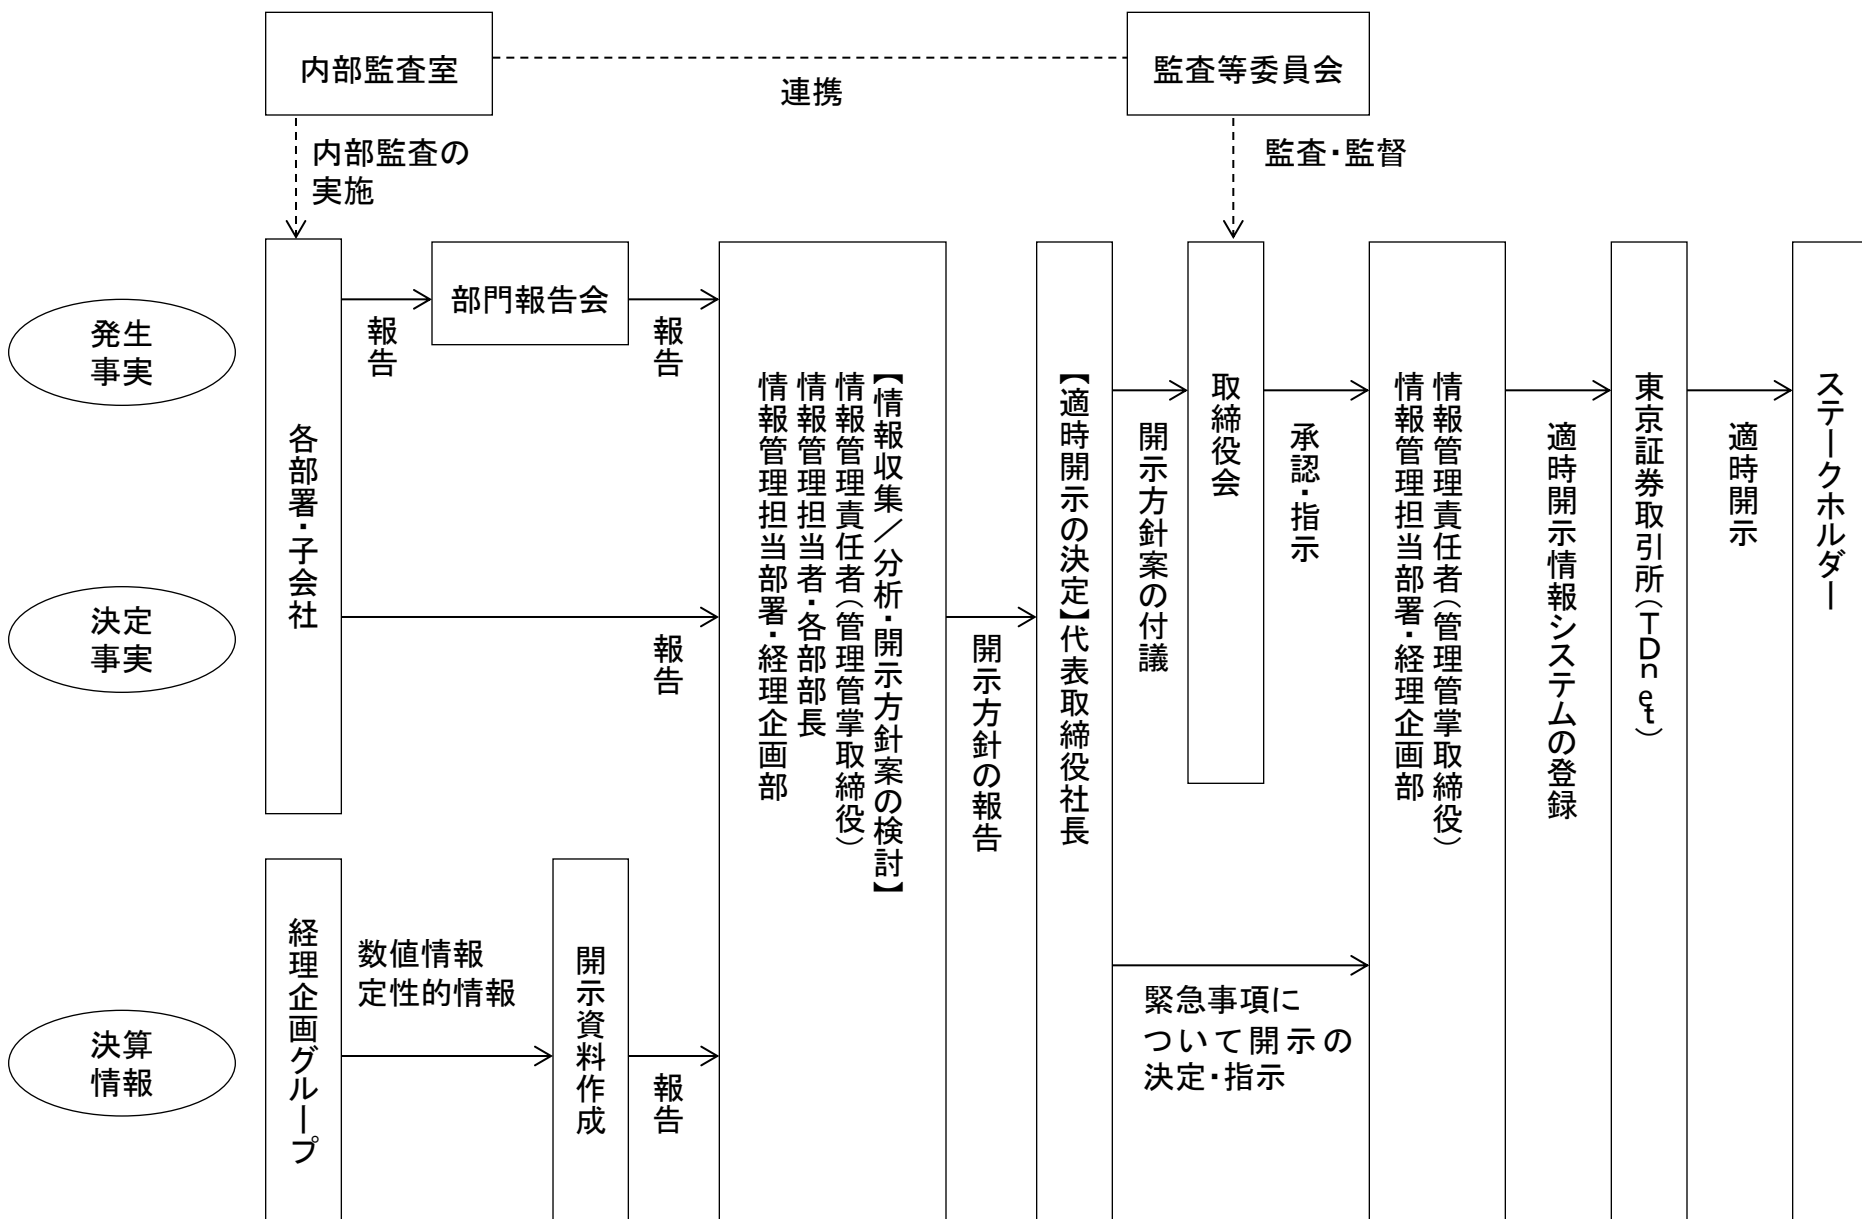 内部監査室
連携
監査等委員会
内部監査の
実施
監査・監督
発生
事実
決定
事実
決算
情報
各部署・子会社
報告
部門報告会
報告
報告
経理企画グループ
数値情報
定性的情報
開示資料作成
報告
【情報収集／分析・開示方針案の検討】
情報管理責任者（管理管掌取締役）
情報管理担当者・各部部長
情報管理担当部署・経理企画部
開示方針の報告
【適時開示の決定】代表取締役社長
開示方針案の付議
取締役会
承認・指示
緊急事項に
ついて開示の
決定・指示
情報管理責任者（管理管掌取締役）
情報管理担当部署・経理企画部
適時開示情報システムの登録
東京証券取引所（TDnet）
適時開示
ステークホルダー